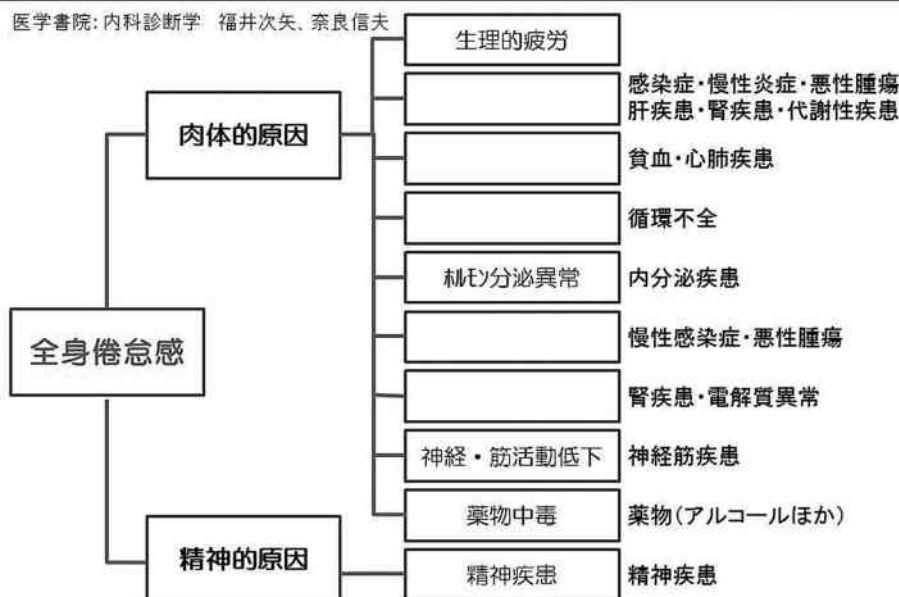 医学書院:内科診断学 福井次矢、奈良信夫
生理的疲労
感染症・慢性炎症・悪性腫瘍
肝疾患・腎疾患・代謝性疾患
肉体的原因
貧血・心肺疾患
循環不全
ﾎﾙﾓﾝ分泌異常 内分泌疾患
全身倦怠感
慢性感染症・悪性腫瘍
腎疾患・電解質異常
神経・筋活動低下 神経筋疾患
薬物中毒 薬物(アルコールほか)
精神的原因
精神疾患 精神疾患